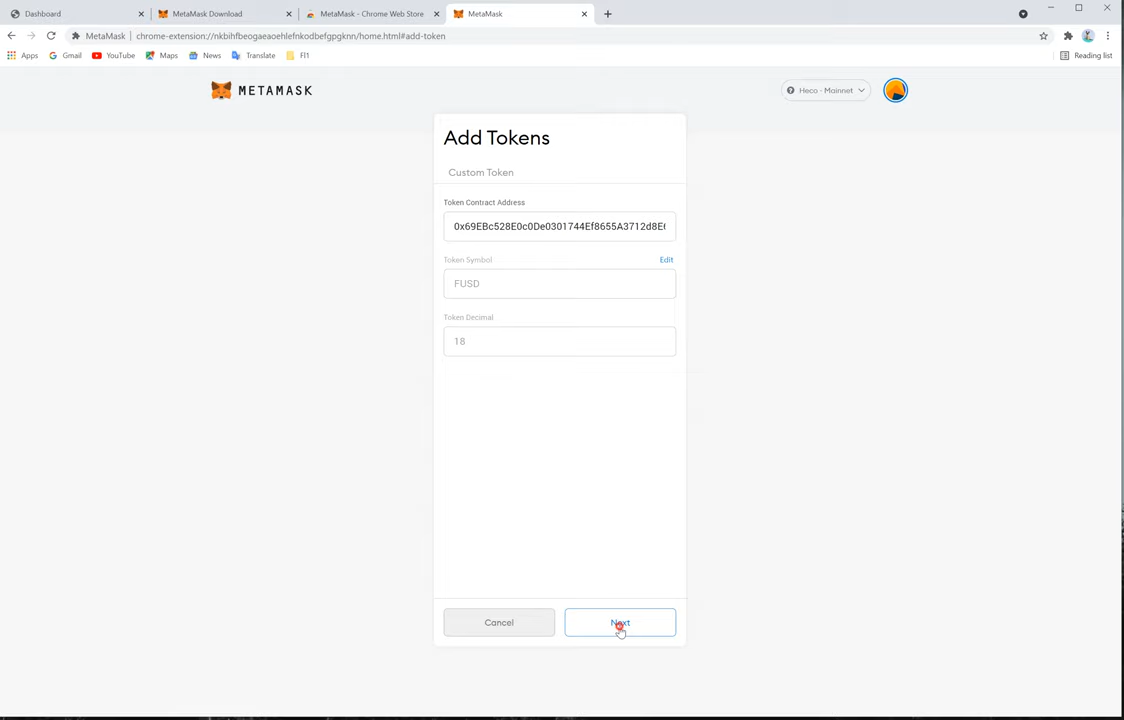 Dashboard
MetaMask Download
MetaMask - Chrome Web Store
MetaMask
MetaMask | chrome-extension://nkbihfbeogaeaoehlefnkodbefgpgknn/home.html#add-token
Apps
Gmail
YouTube
Maps
News
Translate
FI1
Reading list
METAMASK
Heco - Mainnet
Add Tokens
Custom Token
Token Contract Address
0x69EBc528E0c0De0301744Ef8655A3712d8E
Token Symbol
Edit
FUSD
Token Decimal
18
Cancel
Next